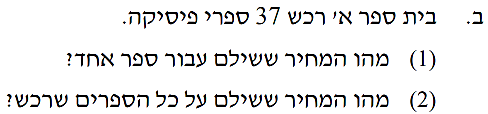 ב. בית ספר א׳ רכש 37 ספרי פיסיקה.
(1) מהו המחיר ששילם עבור ספר אחד?
(2) מהו המחיר ששילם על כל הספרים שרכש?